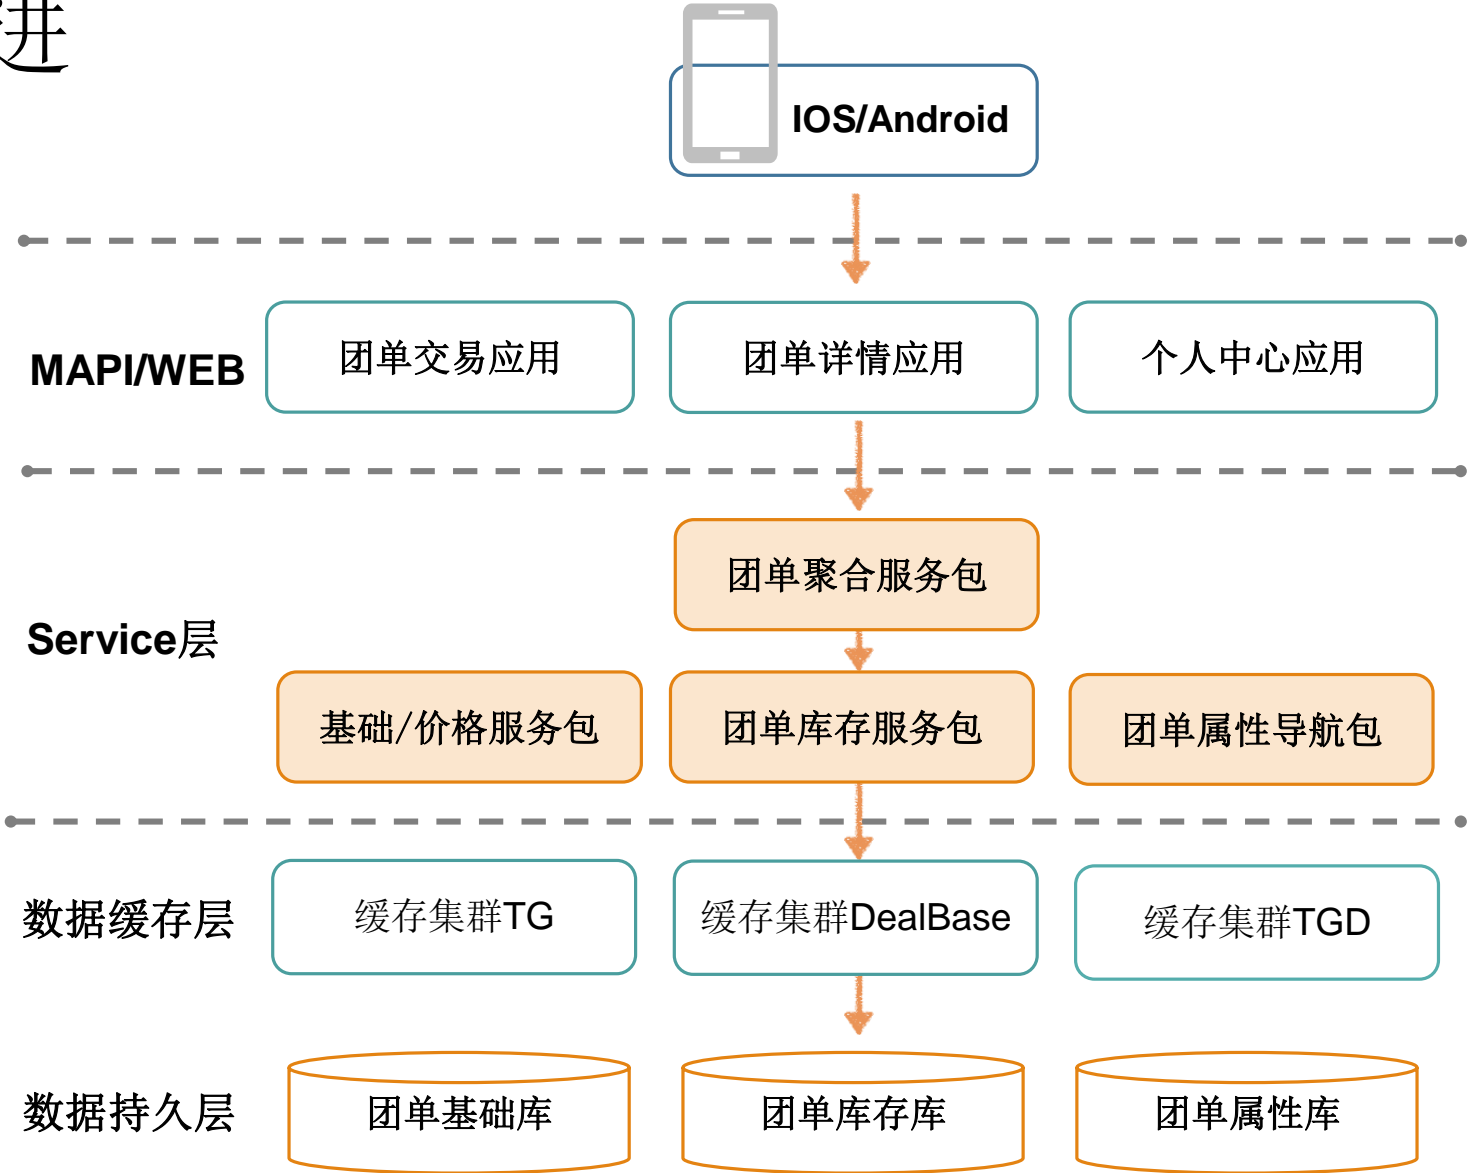 进
IOS/Android
MAPI/WEB
团单交易应用
团单详情应用
个人中心应用
团单聚合服务包
Service层
基础/价格服务包
团单库存服务包
团单属性导航包
数据缓存层
缓存集群TG
缓存集群DealBase
缓存集群TGD
数据持久层
团单基础库
团单库存库
团单属性库